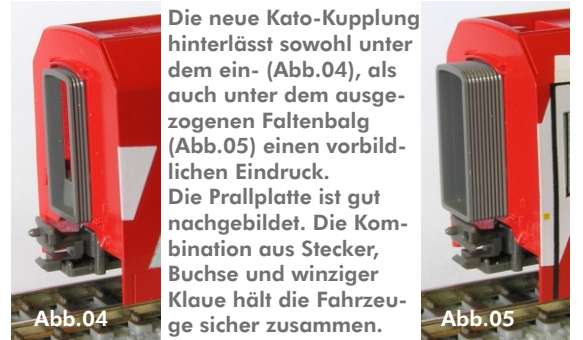 Die neue Kato-Kupplung
hinterlässt sowohl unter
dem ein- (Abb.04), als
auch unter dem ausge-
zogenen Faltenbalg
(Abb.05) einen vorbild-
lichen Eindruck.
Die Prallplatte ist gut
nachgebildet. Die Kom-
bination aus Stecker,
Buchse und winziger
Klaue hält die Fahrzeu-
ge sicher zusammen.
Abb.04
Abb.05